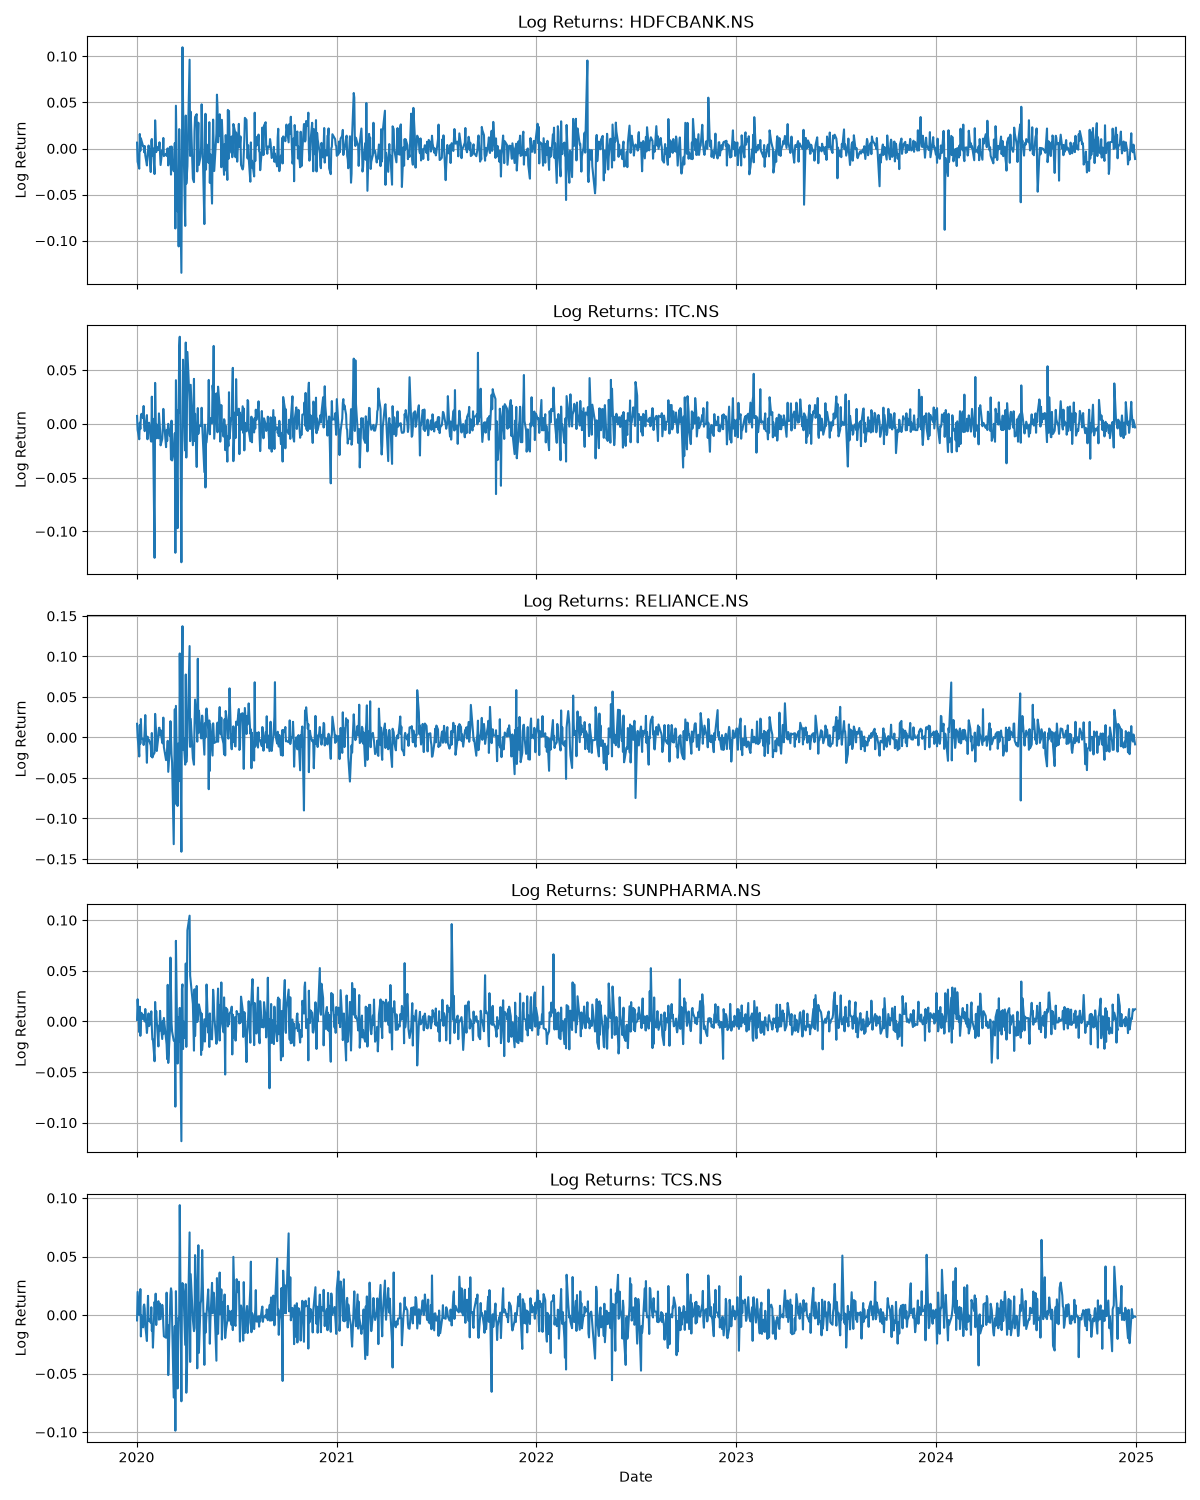 Log Returns: HDFCBANK.NS
0.10
0.05
0.00
−0.05
−0.10
Log Return
Log Returns: ITC.NS
0.05
0.00
−0.05
−0.10
Log Return
Log Returns: RELIANCE.NS
0.15
0.10
0.05
0.00
−0.05
−0.10
−0.15
Log Return
Log Returns: SUNPHARMA.NS
0.10
0.05
0.00
−0.05
−0.10
Log Return
Log Returns: TCS.NS
0.10
0.05
0.00
−0.05
−0.10
Log Return
2020 2021 2022 2023 2024 2025
Date